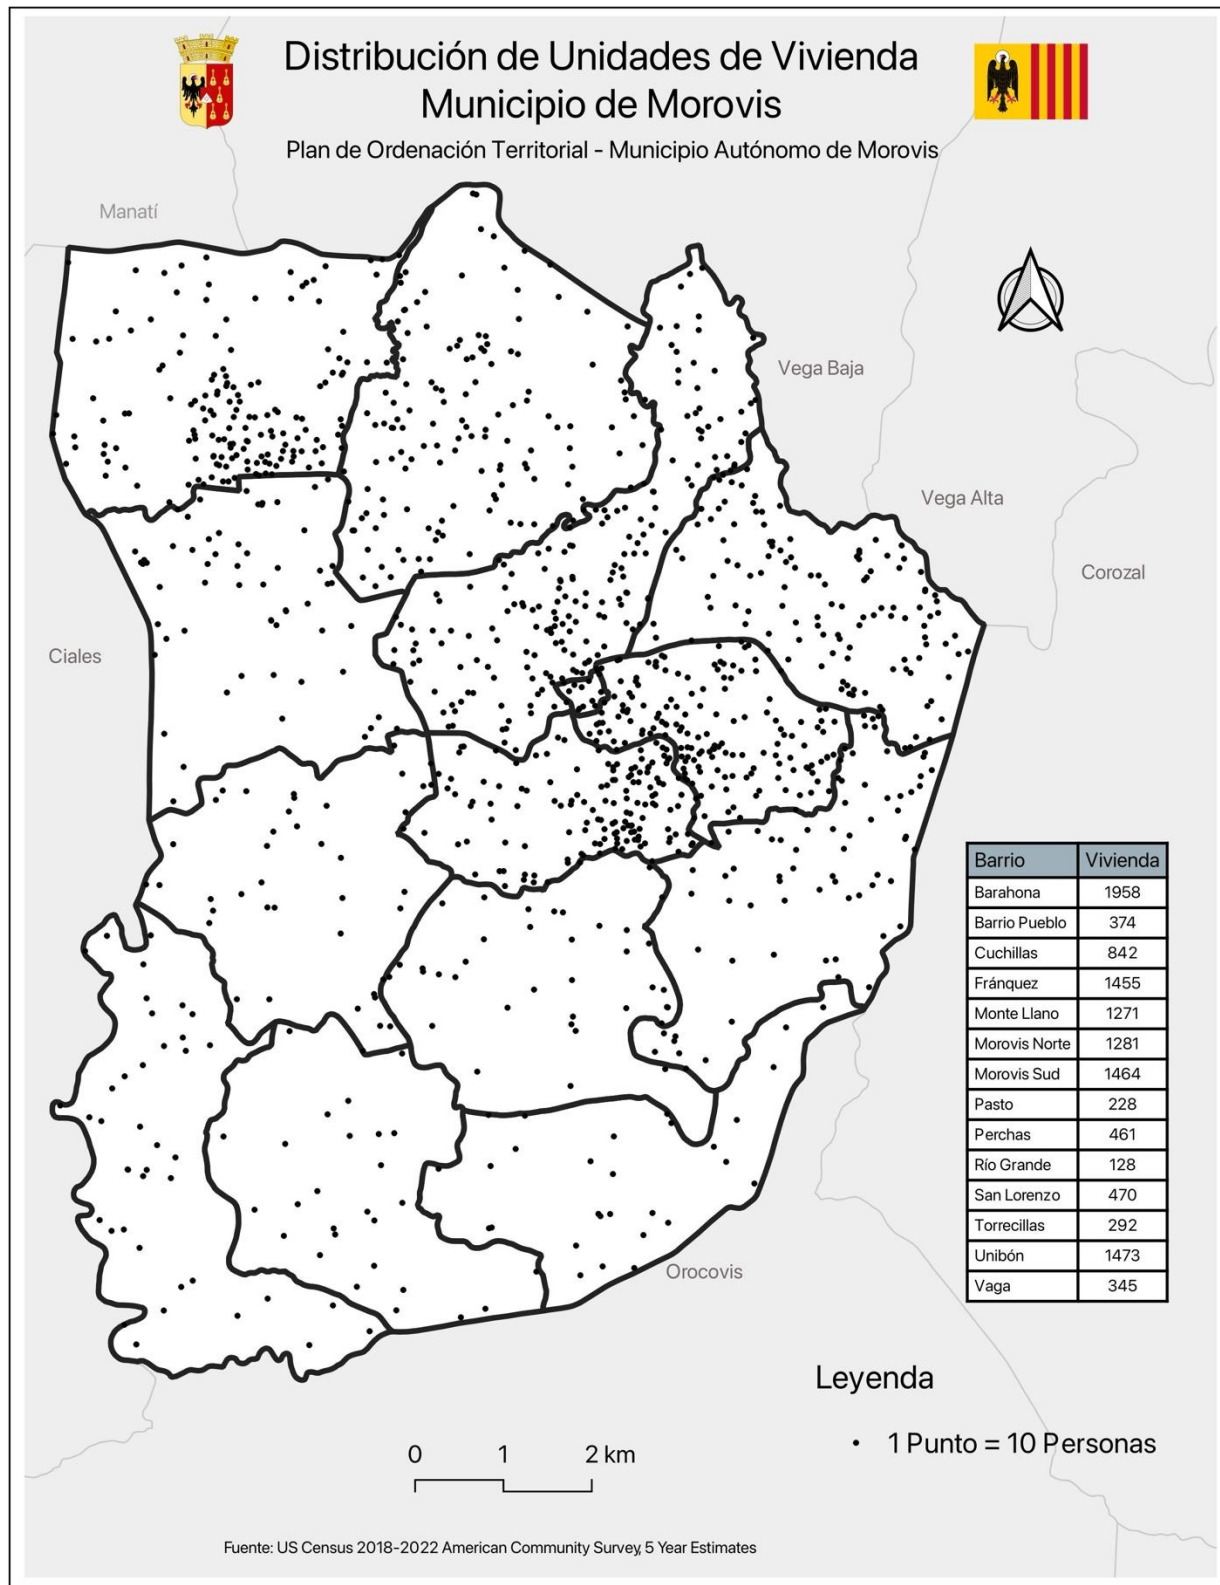 Distribución de Unidades de Vivienda
Municipio de Morovis
Plan de Ordenación Territorial - Municipio Autónomo de Morovis
Manatí
Vega Baja
Vega Alta
Corozal
Ciales
Orocovis
Barrio Vivienda
Barahona 1958
Barrio Pueblo 374
Cuchillas 842
Fránquez 1455
Monte Llano 1271
Morovis Norte 1281
Morovis Sud 1464
Pasto 228
Perchas 461
Río Grande 128
San Lorenzo 470
Torrecillas 292
Unibón 1473
Vaga 345
Leyenda
1 Punto = 10 Personas
0 1 2 km
Fuente: US Census 2018-2022 American Community Survey, 5 Year Estimates